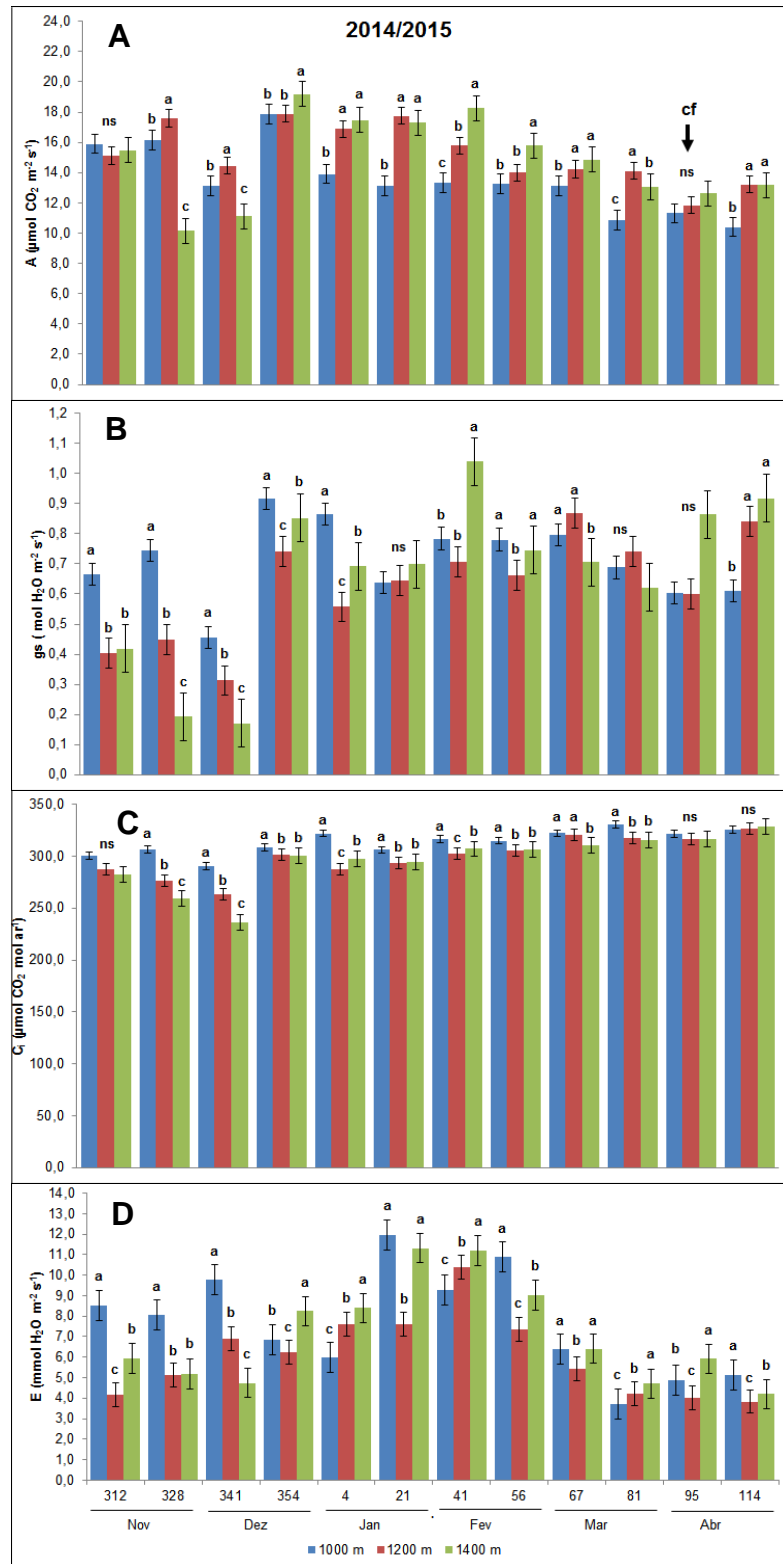 2014/2015
A
24,0
22,0
20,0
18,0
16,0
14,0
12,0
10,0
8,0
6,0
4,0
2,0
0,0
A (µmol CO2 m-2 s-1)
ns
b a c
b a c
b b a
b a a
b a a
c b a
b b a
b a a
c a b
cf
ns
b a a
B
1,2
1,1
1,0
0,9
0,8
0,7
0,6
0,5
0,4
0,3
0,2
0,1
0,0
gs ( mol H2O m-2 s-1)
a b b
a b c
a b c
a c b
a c b
ns
b b a
a b a
a a b
ns
ns
b a a
C
350,0
300,0
250,0
200,0
150,0
100,0
50,0
0,0
Ci (µmol CO2 mol ar1)
ns
a b c
a b c
a b b
a c b
a b b
a c b
a b b
a a b
a b b
ns
ns
D
14,0
13,0
12,0
11,0
10,0
9,0
8,0
7,0
6,0
5,0
4,0
3,0
2,0
1,0
0,0
E (mmol H2O m-2 s-1)
a c b
a b b
a b c
b c a
c b a
a b a
c b a
a c b
a b a
c b a
b c a
a c b
312 328 341 354 4 21 41 56 67 81 95 114
Nov Dez Jan Fev Mar Abr
1000 m 1200 m 1400 m